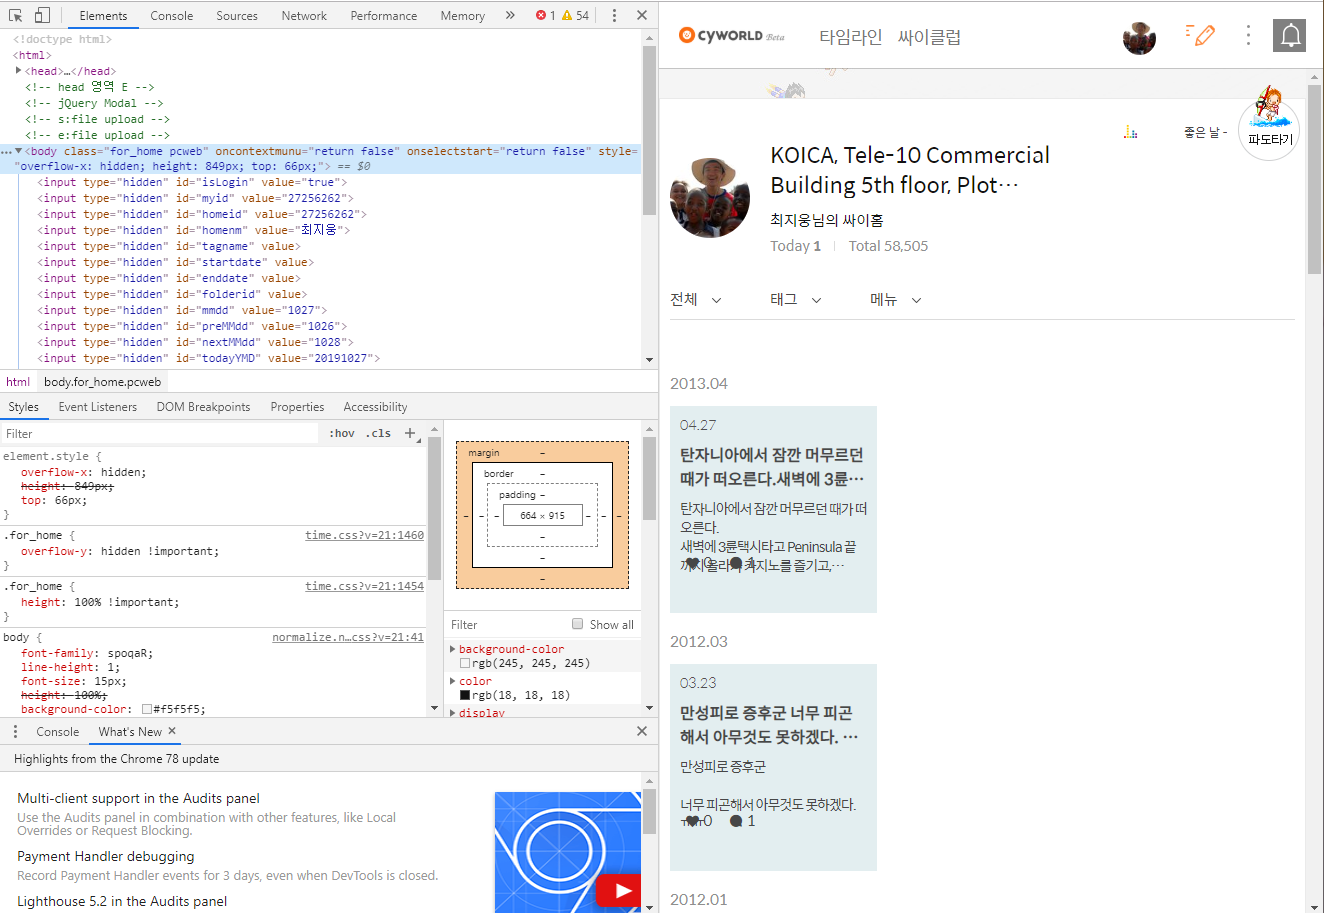 Elements Console Sources Network Performance Memory » 1 54
<!doctype html>
<html>
<head>…</head>
<!-- head 영역 E -->
<!-- jQuery Modal -->
<!-- s:file upload -->
<!-- e:file upload -->
<body class="for_home pcweb" oncontextmunu="return false" onselectstart="return false" style=
"overflow-x: hidden; height: 849px; top: 66px;"> == $0
<input type="hidden" id="isLogin" value="true">
<input type="hidden" id="myid" value="27256262">
<input type="hidden" id="homeid" value="27256262">
<input type="hidden" id="homenm" value="최지웅">
<input type="hidden" id="tagname" value>
<input type="hidden" id="startdate" value>
<input type="hidden" id="enddate" value>
<input type="hidden" id="folderid" value>
<input type="hidden" id="mmdd" value="1027">
<input type="hidden" id="preMMdd" value="1026">
<input type="hidden" id="nextMMdd" value="1028">
<input type="hidden" id="todayYMD" value="20191027">
html body.for_home.pcweb
Styles Event Listeners DOM Breakpoints Properties Accessibility
Filter :hov .cls +
element.style {
overflow-x: hidden;
height: 849px;
top: 66px;
}
.for_home { time.css?v=21:1460
overflow-y: hidden !important;
}
.for_home { time.css?v=21:1454
height: 100% !important;
}
body { normalize.n…css?v=21:41
font-family: spoqaR;
line-height: 1;
font-size: 15px;
height: 100%;
background-color: #f5f5f5;
margin –
border –
padding –
– – – 664 × 915 – – –
–
–
–
Filter Show all
background-color
rgb(245, 245, 245)
color
rgb(18, 18, 18)
display
Console What's New ×
Highlights from the Chrome 78 update
Multi-client support in the Audits panel
Use the Audits panel in combination with other features, like Local
Overrides or Request Blocking.
Payment Handler debugging
Record Payment Handler events for 3 days, even when DevTools is closed.
Lighthouse 5.2 in the Audits panel
CYWORLD Beta 타임라인 싸이클럽
좋은 날 -
파도타기
KOICA, Tele-10 Commercial
Building 5th floor, Plot…
최지웅님의 싸이홈
Today 1 Total 58,505
전체 태그 메뉴
2013.04
04.27
탄자니아에서 잠깐 머무르던
때가 떠오른다.새벽에 3륜…
탄자니아에서 잠깐 머무르던 때가 떠
오른다.
새벽에 3륜택시타고 Peninsula 끝
즐기고,…
0 1
2012.03
03.23
만성피로 증후군 너무 피곤
해서 아무것도 못하겠다. …
만성피로 증후군
너무 피곤해서 아무것도 못하겠다.
0 1
2012.01